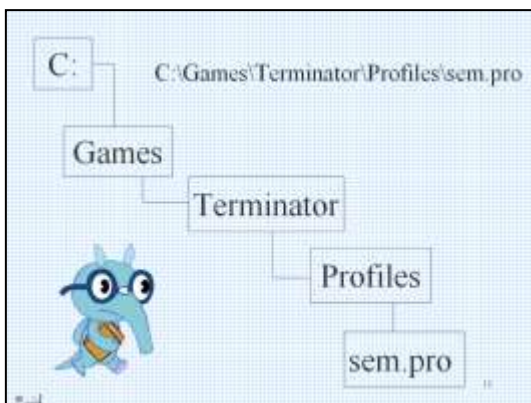 C:
C:\Games\Terminator\Profiles\sem.pro
Games
Terminator
Profiles
sem.pro